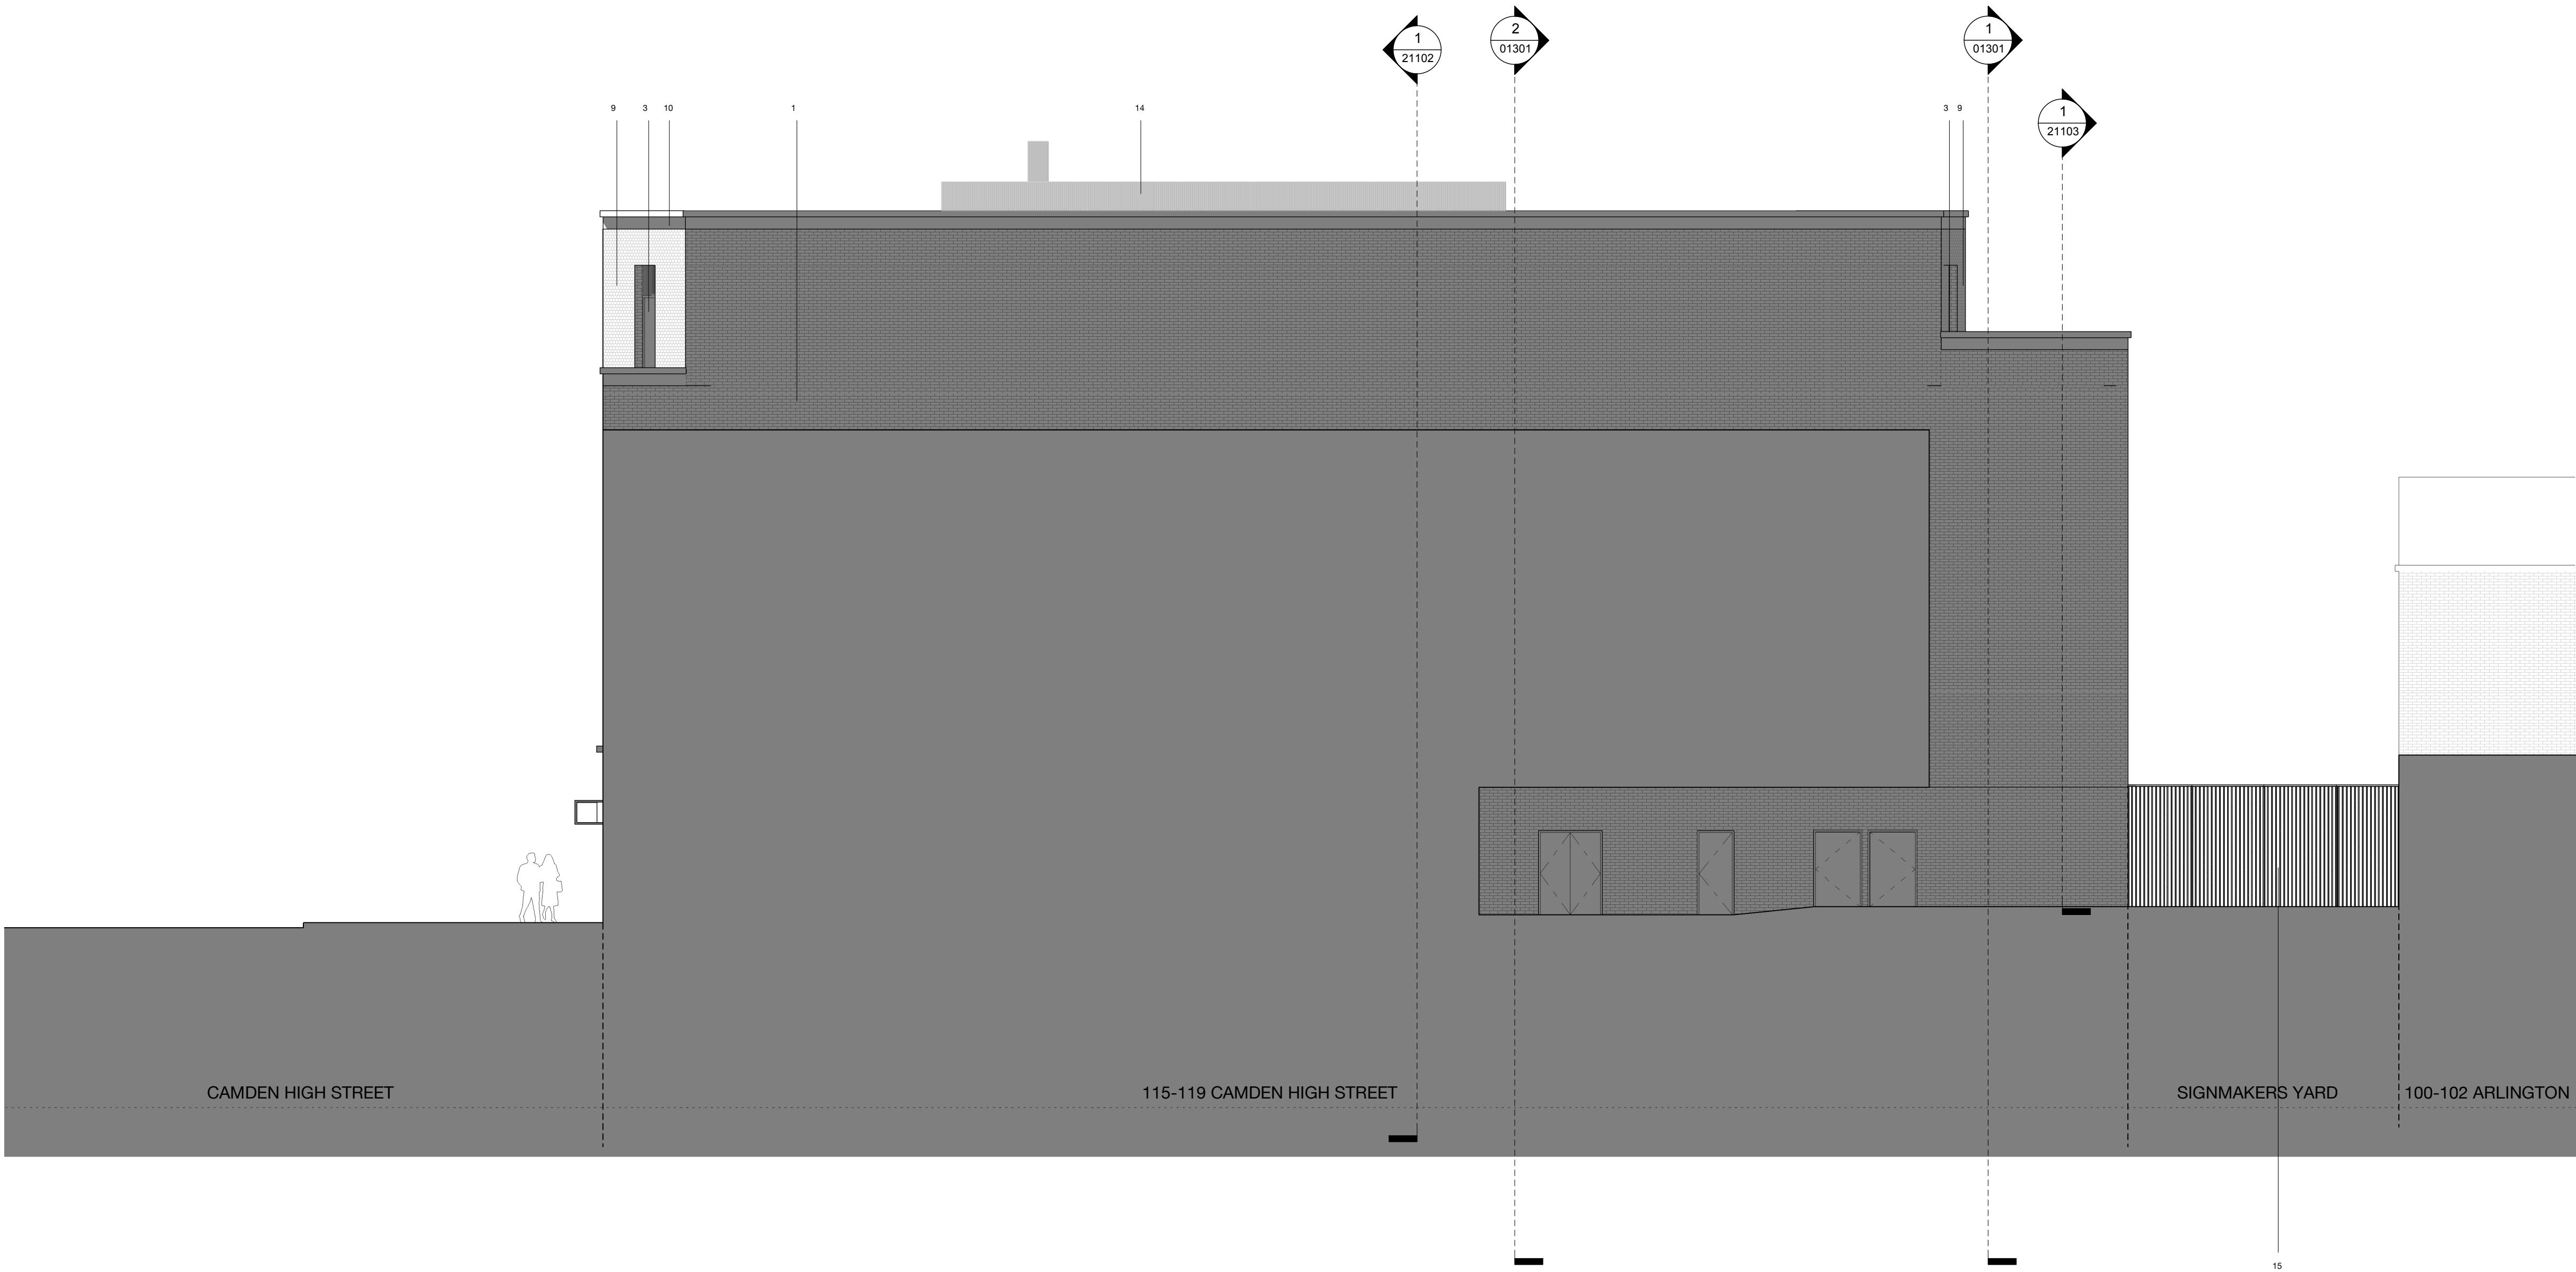 1
21102
2
01301
1
01301
1
21103
9 3 10 1 14 3 9
CAMDEN HIGH STREET
115-119 CAMDEN HIGH STREET
SIGNMAKERS YARD
100-102 ARLINGTON
15